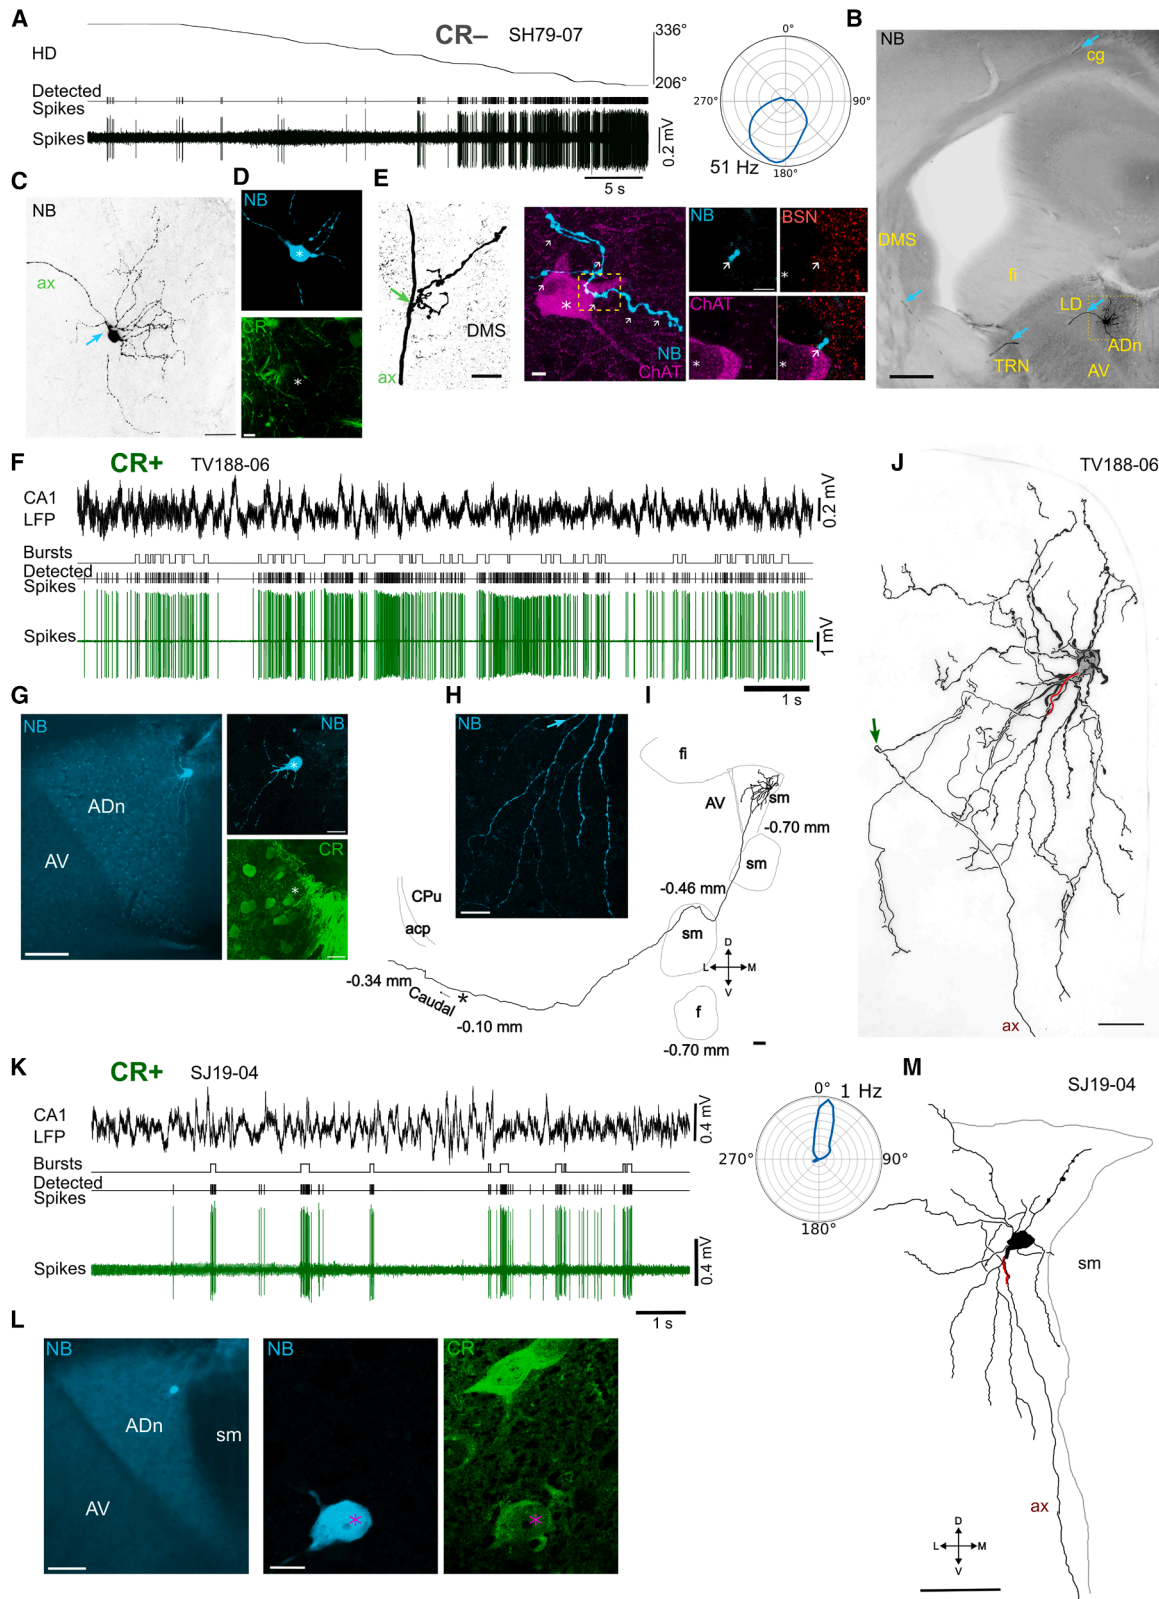 A
CR–
SH79-07
HD
336°
206°
Detected
Spikes
Spikes
0.2 mV
5 s
0°
270°
90°
180°
51 Hz
B
NB
cg
DMS
fi
LD
ADn
TRN
AV
C
NB
ax
D
NB
*
CR
*
E
DMS
ax
*
NB
ChAT
NB
BSN
*
ChAT
*
*
F
CR+
TV188-06
CA1
LFP
0.2 mV
Bursts
Detected
Spikes
Spikes
1 mV
1 s
G
NB
ADn
AV
NB
*
CR
*
H
NB
I
fi
AV
sm
-0.70 mm
sm
-0.46 mm
sm
CPu
acp
D
L
M
V
-0.34 mm
Caudal
*
-0.10 mm
f
-0.70 mm
J
TV188-06
ax
K
CR+
SJ19-04
CA1
LFP
0.4 mV
Bursts
Detected
Spikes
Spikes
0.4 mV
1 s
0°
1 Hz
270°
90°
180°
L
NB
ADn
sm
AV
NB
*
CR
*
M
SJ19-04
sm
ax
D
L
M
V